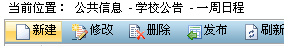 当前位置： 公共信息 - 学校公告 - 一周日程
新建 修改 删除 发布 刷新